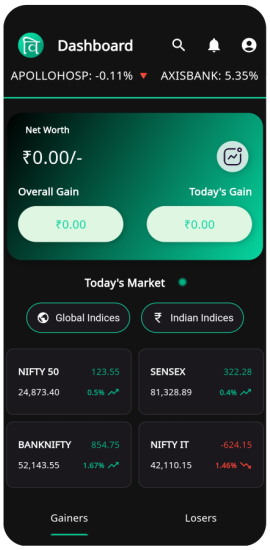 वि Dashboard
APOLLOHOSP: -0.11% ▼ AXISBANK: 5.35%
Net Worth
₹0.00/-
Overall Gain Today's Gain
₹0.00 ₹0.00
Today's Market
Global Indices ₹ Indian Indices
NIFTY 50 123.55 SENSEX 322.28
24,873.40 0.5% 81,328.89 0.4%
BANKNIFTY 854.75 NIFTY IT -624.15
52,143.55 1.67% 42,110.15 1.46%
Gainers Losers